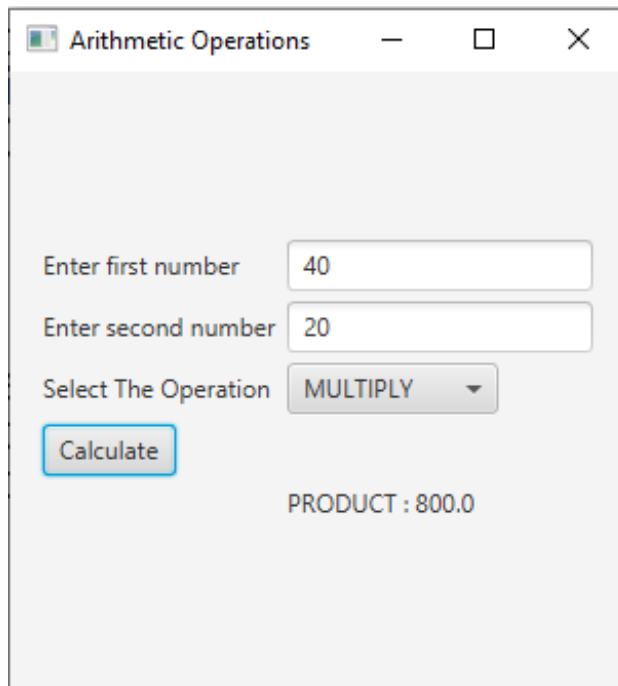 Arithmetic Operations
Enter first number 40
Enter second number 20
Select The Operation MULTIPLY
Calculate
PRODUCT : 800.0